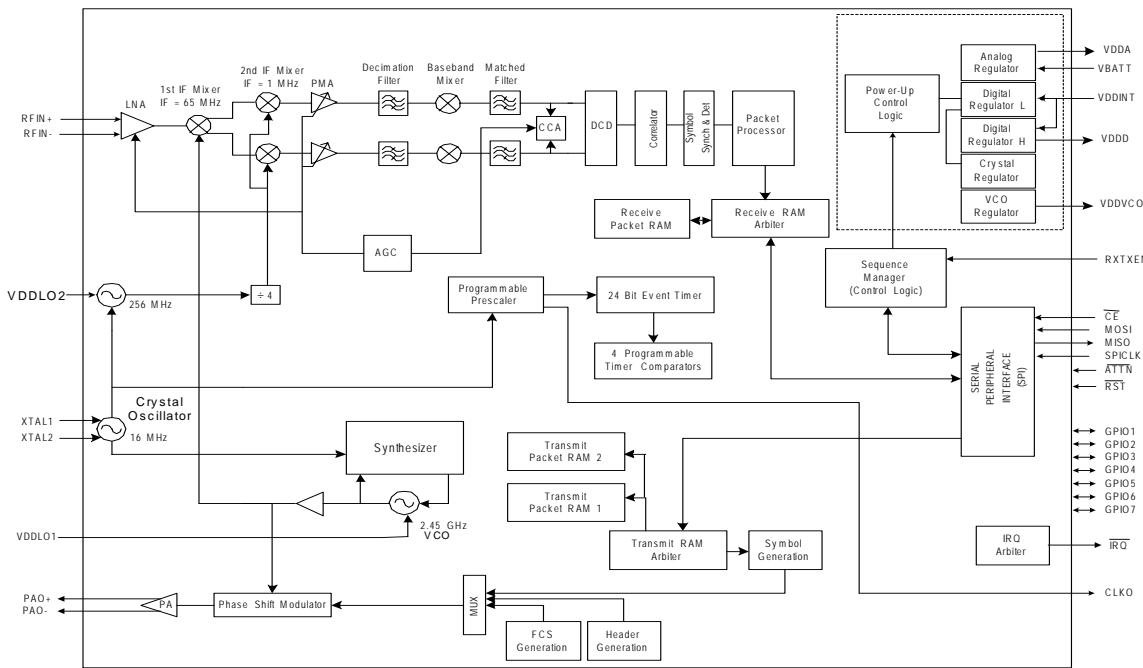 RFIN+
RFIN-
LNA
1st IF Mixer
IF = 65 MHz
2nd IF Mixer
IF = 1 MHz
PMA
Decimation
Filter
Baseband
Mixer
Matched
Filter
CCA
DCD
Correlator
Symbol
Synch & Det
Packet
Processor
Power-Up
Control
Logic
Analog
Regulator
Digital
Regulator L
Digital
Regulator H
Crystal
Regulator
VCO
Regulator
VDDA
VBATT
VDDINT
VDDD
VDDVCO
Receive
Packet RAM
Receive RAM
Arbiter
AGC
Sequence
Manager
(Control Logic)
RXTXEN
VDDLO2
256 MHz
÷ 4
Programmable
Prescaler
24 Bit Event Timer
4 Programmable
Timer Comparators
SERIAL
PERIPHERAL
INTERFACE
(SPI)
CE
MOSI
MISO
SPICLK
ATTN
RST
Crystal
Oscillator
XTAL1
XTAL2
16 MHz
Synthesizer
2.45 GHz
VCO
VDDLO1
Transmit
Packet RAM 2
Transmit
Packet RAM 1
Transmit RAM
Arbiter
Symbol
Generation
GPIO1
GPIO2
GPIO3
GPIO4
GPIO5
GPIO6
GPIO7
IRQ
Arbiter
IRQ
CLKO
PAO+
PAO-
PA
Phase Shift Modulator
MUX
FCS
Generation
Header
Generation